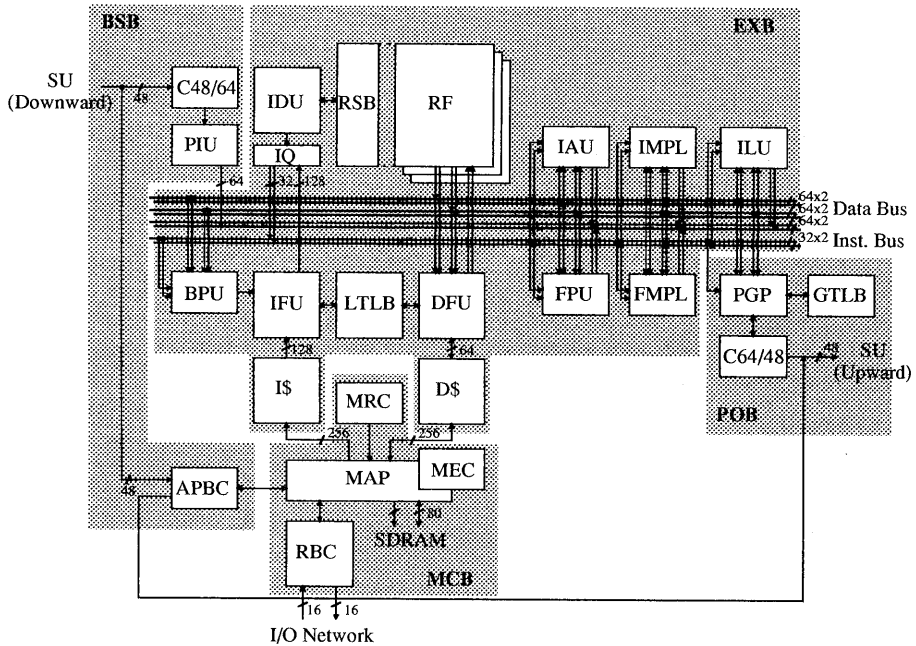 BSB
EXB
SU
(Downward)
48
C48/64
PIU
64
IDU
RSB
RF
IQ
32
128
IAU
IMPL
ILU
64x2
64x2
Data Bus
64x2
32x2
Inst. Bus
BPU
IFU
LTLB
DFU
FPU
FMPL
PGP
GTLB
128
64
C64/48
48
SU
(Upward)
I$
MRC
D$
POB
256
256
48
APBC
MAP
MEC
80
SDRAM
RBC
MCB
16
16
I/O Network